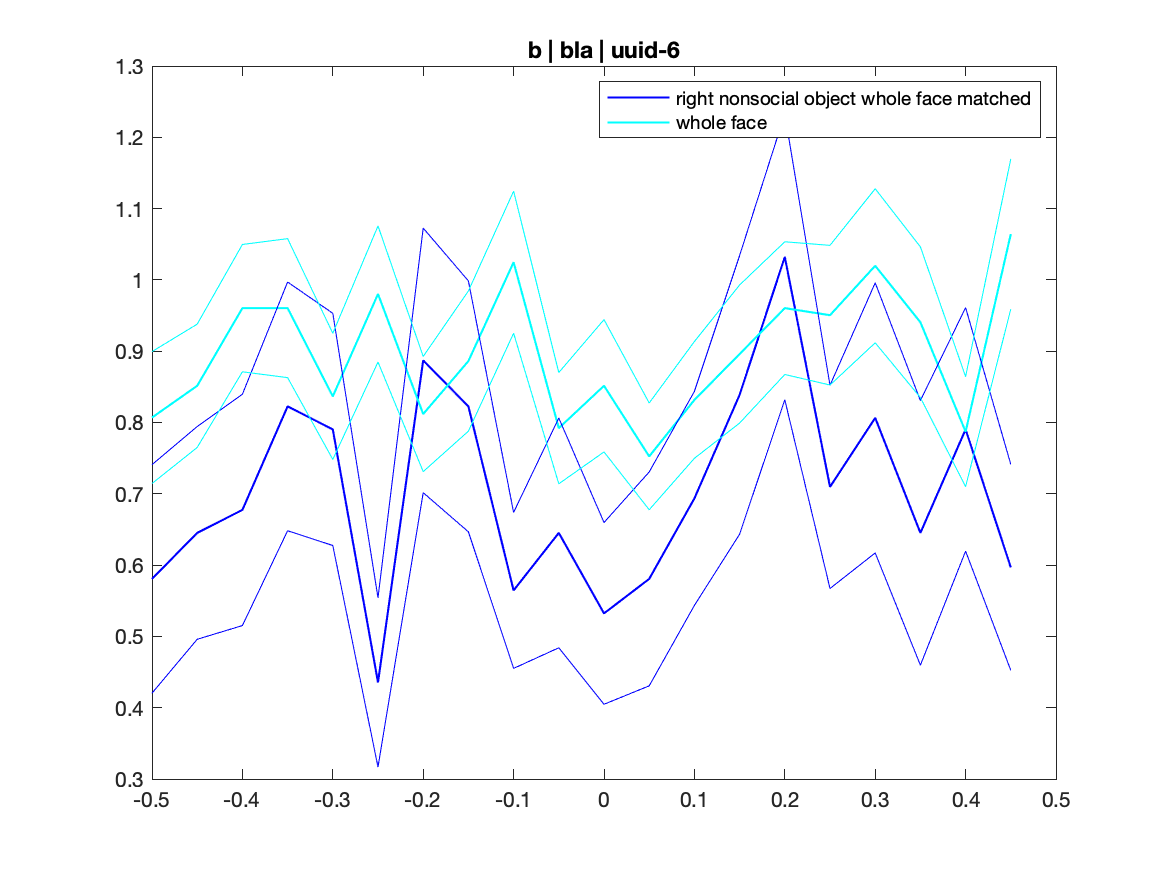 b | bla | uuid-6
right nonsocial object whole face matched
whole face
1.3
1.2
1.1
1
0.9
0.8
0.7
0.6
0.5
0.4
0.3
-0.5 -0.4 -0.3 -0.2 -0.1 0 0.1 0.2 0.3 0.4 0.5